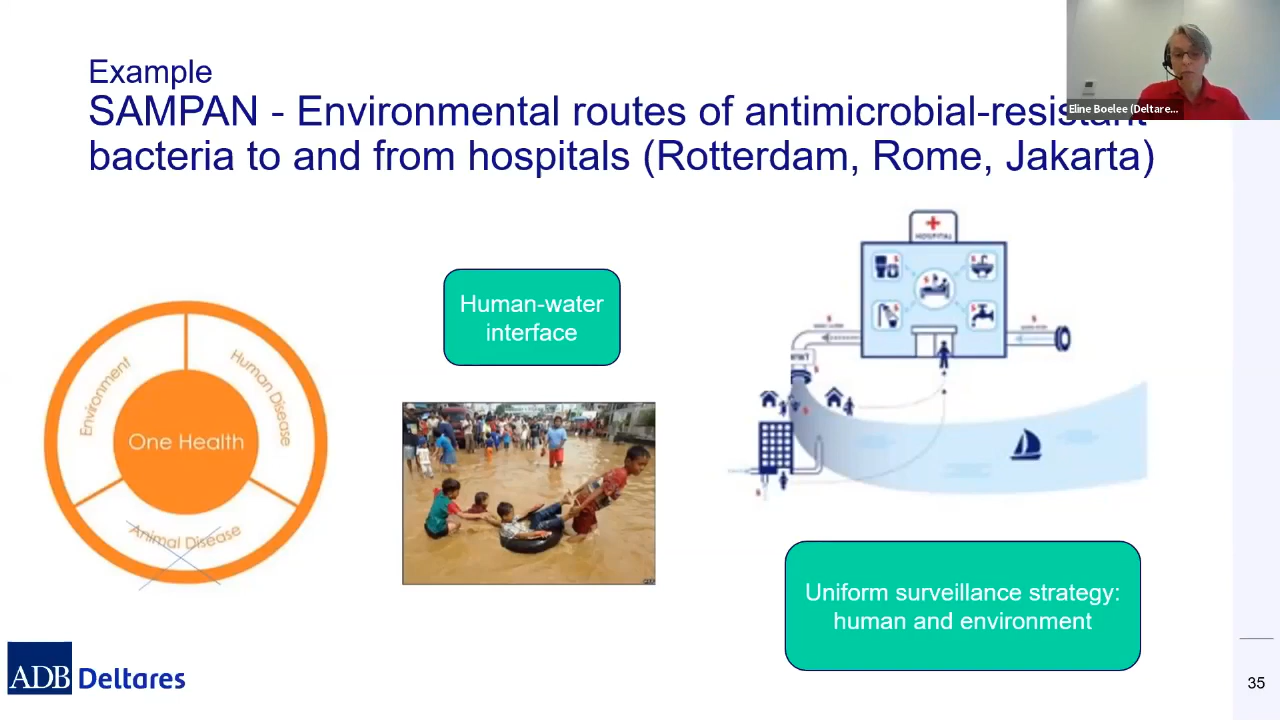 Example
SAMPAN - Environmental routes of antimicrobial-resistant
bacteria to and from hospitals (Rotterdam, Rome, Jakarta)
Eline Boelee (Deltare...
HOSPITAL
Human-water
interface
Environment
Human Disease
One Health
Animal Disease
Uniform surveillance strategy:
human and environment
ADB Deltares
35